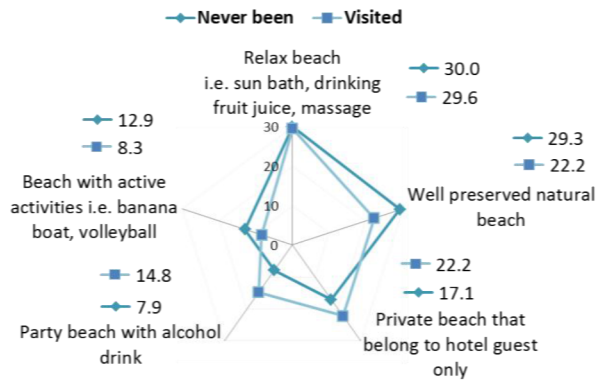 Never been Visited
Relax beach
i.e. sun bath, drinking
fruit juice, massage
30.0
29.6
12.9
8.3
29.3
22.2
30
20
10
0
Beach with active
activities i.e. banana
boat, volleyball
Well preserved natural
beach
14.8
7.9
22.2
17.1
Party beach with alcohol
drink
Private beach that
belong to hotel guest
only